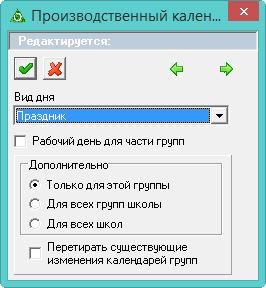 Производственный кален...
Редактируется:
Вид дня
Праздник
Рабочий день для части групп
Дополнительно
Только для этой группы
Для всех групп школы
Для всех школ
Перетирать существующие
изменения календарей групп